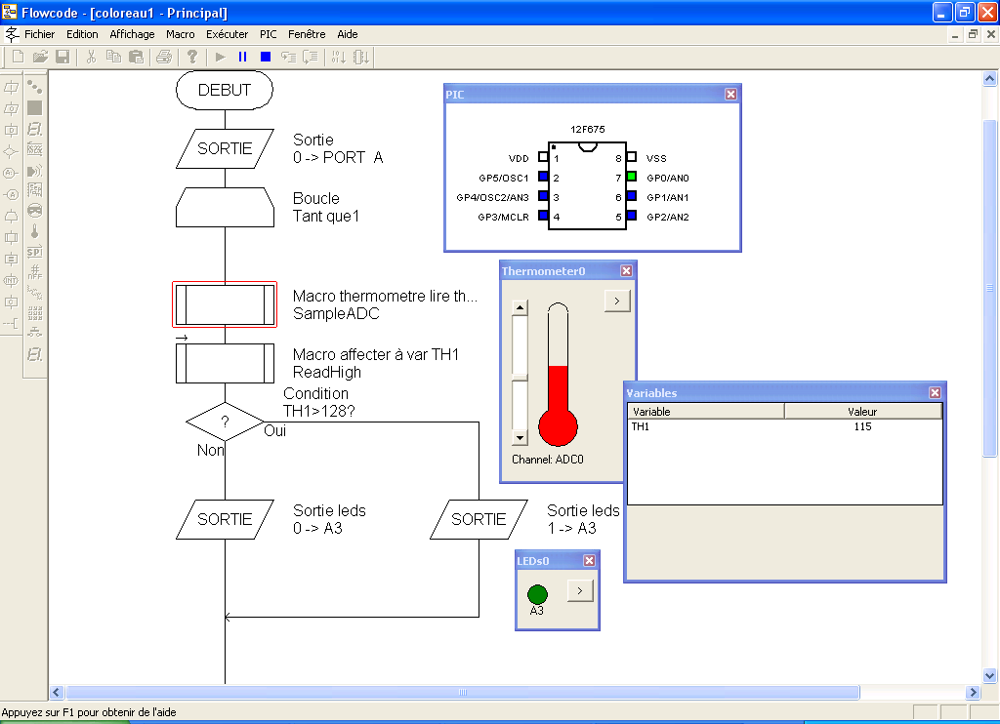 Flowcode - [coloreau1 - Principal]
Fichier Edition Affichage Macro Exécuter PIC Fenêtre Aide
DEBUT
SORTIE
Sortie
0 -> PORT A
Boucle
Tant que1
Macro thermometre lire th...
SampleADC
Macro affecter à var TH1
ReadHigh
Condition
TH1>128?
?
Oui
Non
SORTIE
Sortie leds
0 -> A3
SORTIE
Sortie leds
1 -> A3
PIC
12F675
VDD 1 8 VSS
GP5/OSC1 2 7 GP0/AN0
GP4/OSC2/AN3 3 6 GP1/AN1
GP3/MCLR 4 5 GP2/AN2
Thermometer0
>
Channel: ADC0
Variables
Variable Valeur
TH1 115
LEDs0
>
A3
Appuyez sur F1 pour obtenir de l'aide